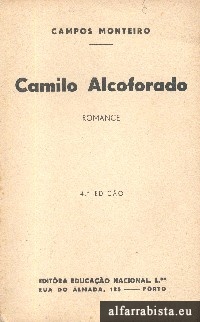 CAMPOS MONTEIRO
Camilo Alcoforado
ROMANCE
4.ª EDIÇÃO
EDITÔRA EDUCAÇÃO NACIONAL, L.DA
RUA DO ALMADA, 125 — PORTO
alfarrabista.eu